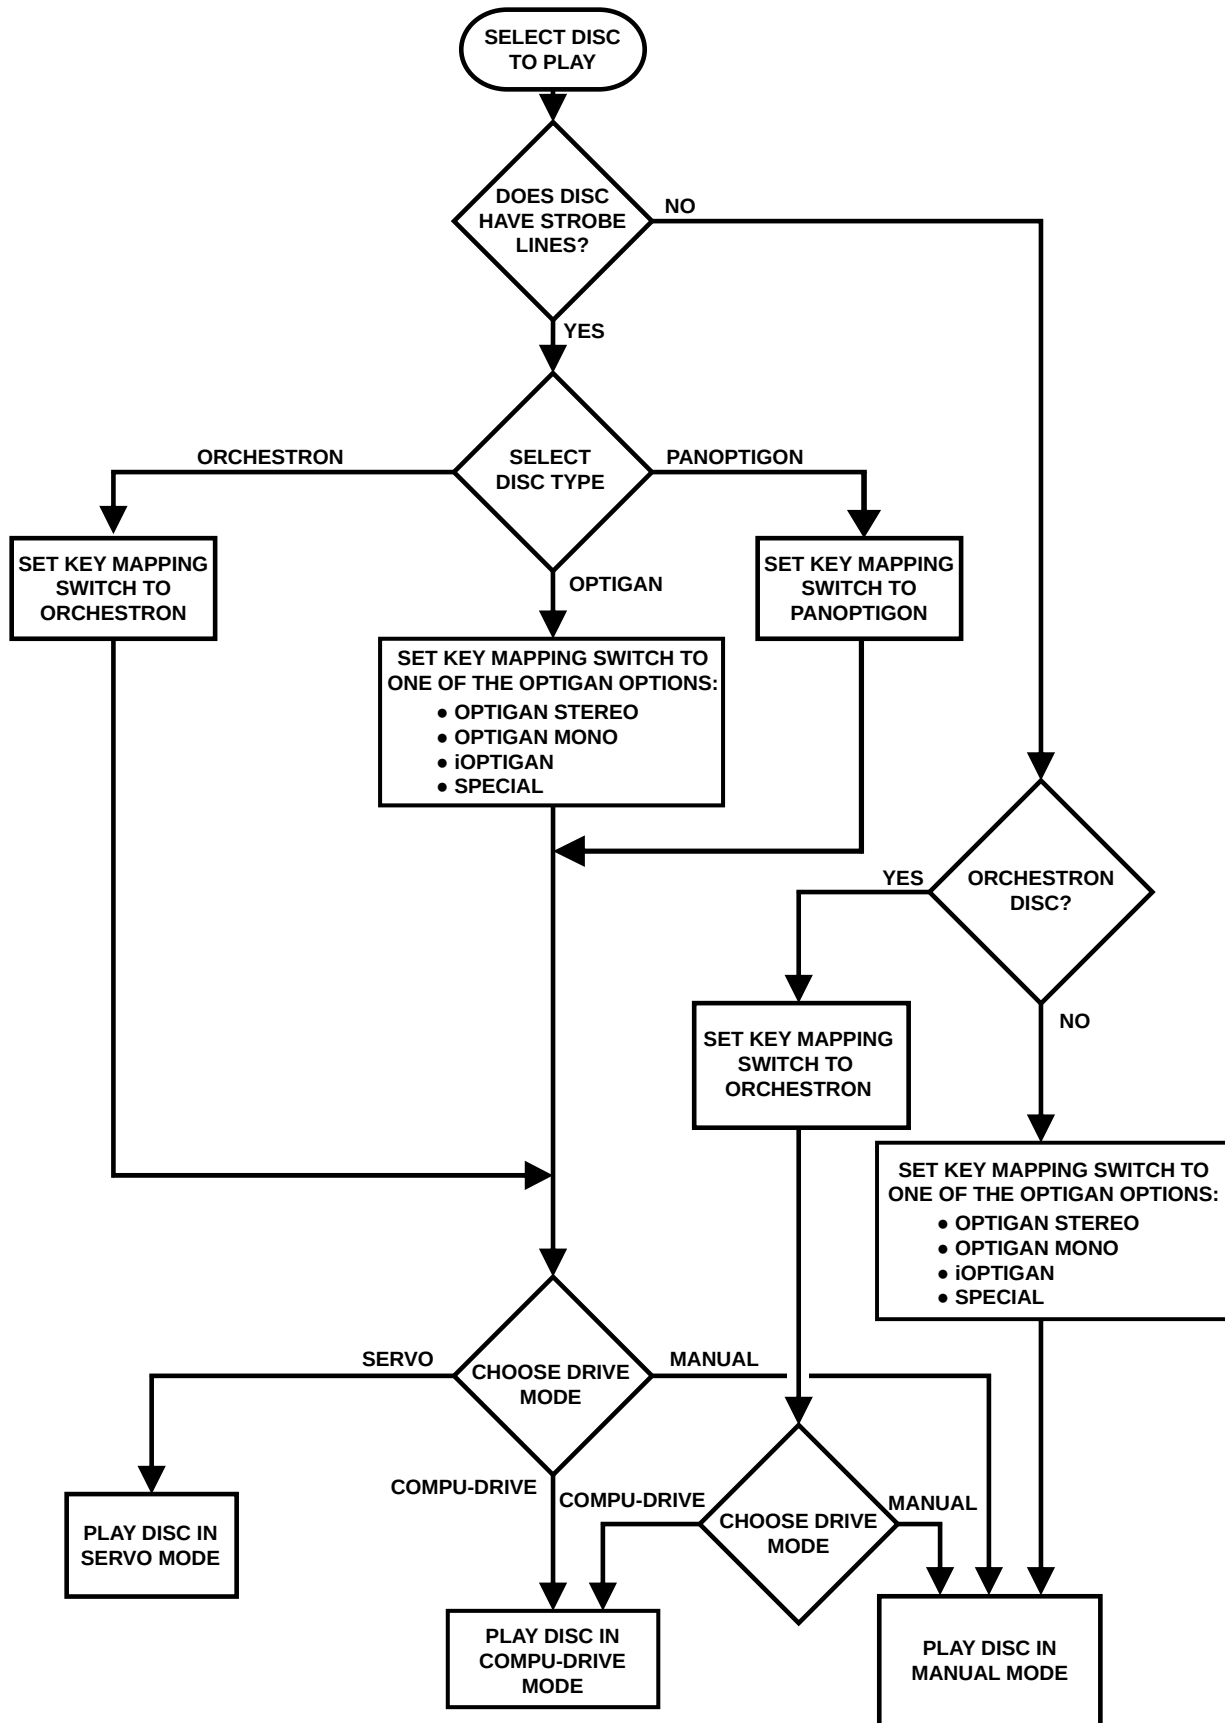 SELECT DISC
TO PLAY
DOES DISC
HAVE STROBE
LINES?
NO
YES
ORCHESTRON
SELECT
DISC TYPE
PANOPTIGON
SET KEY MAPPING
SWITCH TO
ORCHESTRON
OPTIGAN
SET KEY MAPPING
SWITCH TO
PANOPTIGON
SET KEY MAPPING SWITCH TO
ONE OF THE OPTIGAN OPTIONS:
● OPTIGAN STEREO
● OPTIGAN MONO
● iOPTIGAN
● SPECIAL
YES
ORCHESTRON
DISC?
NO
SET KEY MAPPING
SWITCH TO
ORCHESTRON
SET KEY MAPPING SWITCH TO
ONE OF THE OPTIGAN OPTIONS:
● OPTIGAN STEREO
● OPTIGAN MONO
● iOPTIGAN
● SPECIAL
SERVO
CHOOSE DRIVE
MODE
MANUAL
COMPU-DRIVE
COMPU-DRIVE
CHOOSE DRIVE
MODE
MANUAL
PLAY DISC IN
SERVO MODE
PLAY DISC IN
COMPU-DRIVE
MODE
PLAY DISC IN
MANUAL MODE